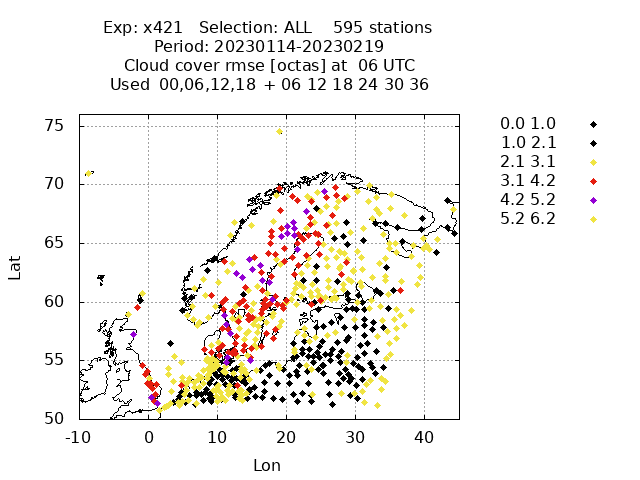 Exp: x421 Selection: ALL 595 stations
Period: 20230114-20230219
Cloud cover rmse [octas] at 06 UTC
Used 00,06,12,18 + 06 12 18 24 30 36
0.0 1.0
1.0 2.1
2.1 3.1
3.1 4.2
4.2 5.2
5.2 6.2
75
70
65
60
55
50
Lat
-10 0 10 20 30 40
Lon